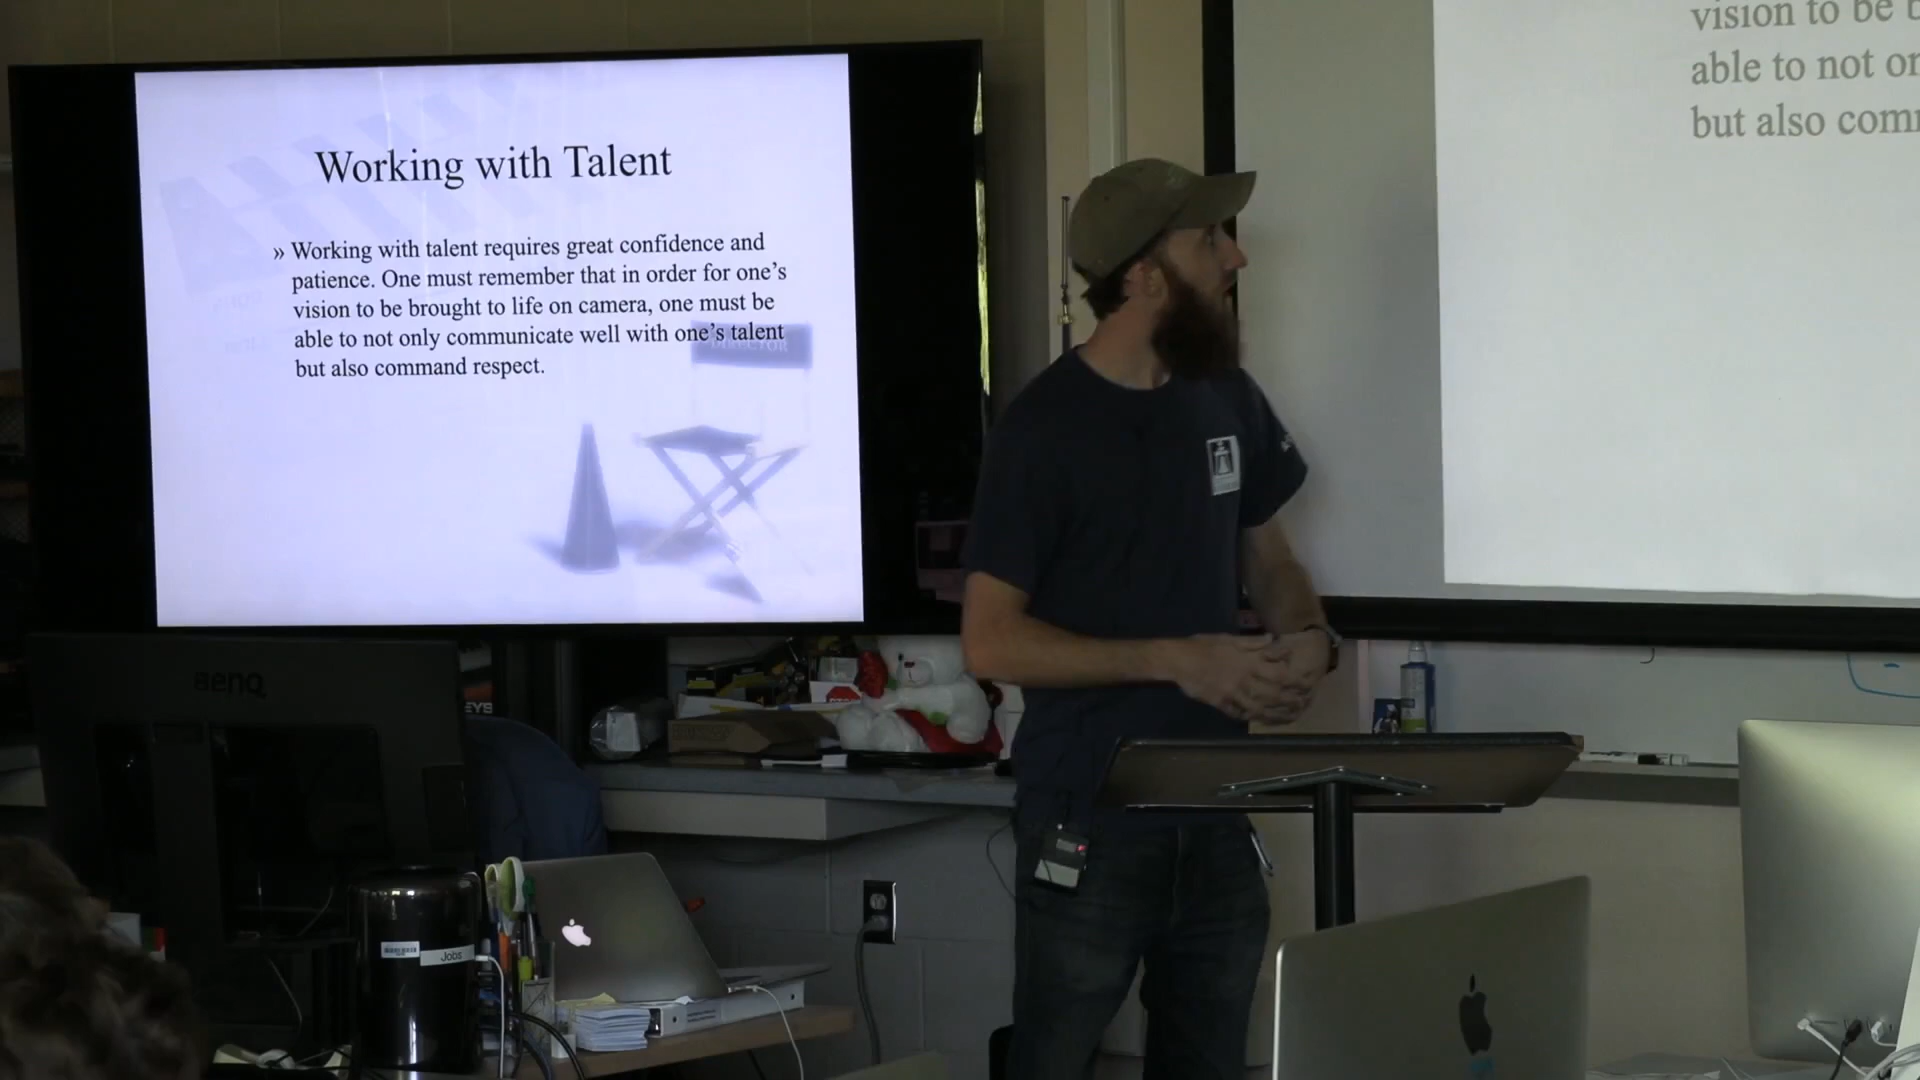 Working with Talent
» Working with talent requires great confidence and
patience. One must remember that in order for one's
vision to be brought to life on camera, one must be
able to not only communicate well with one's talent
but also command respect.
vision to be
able to not
but also
BenQ
Jobs